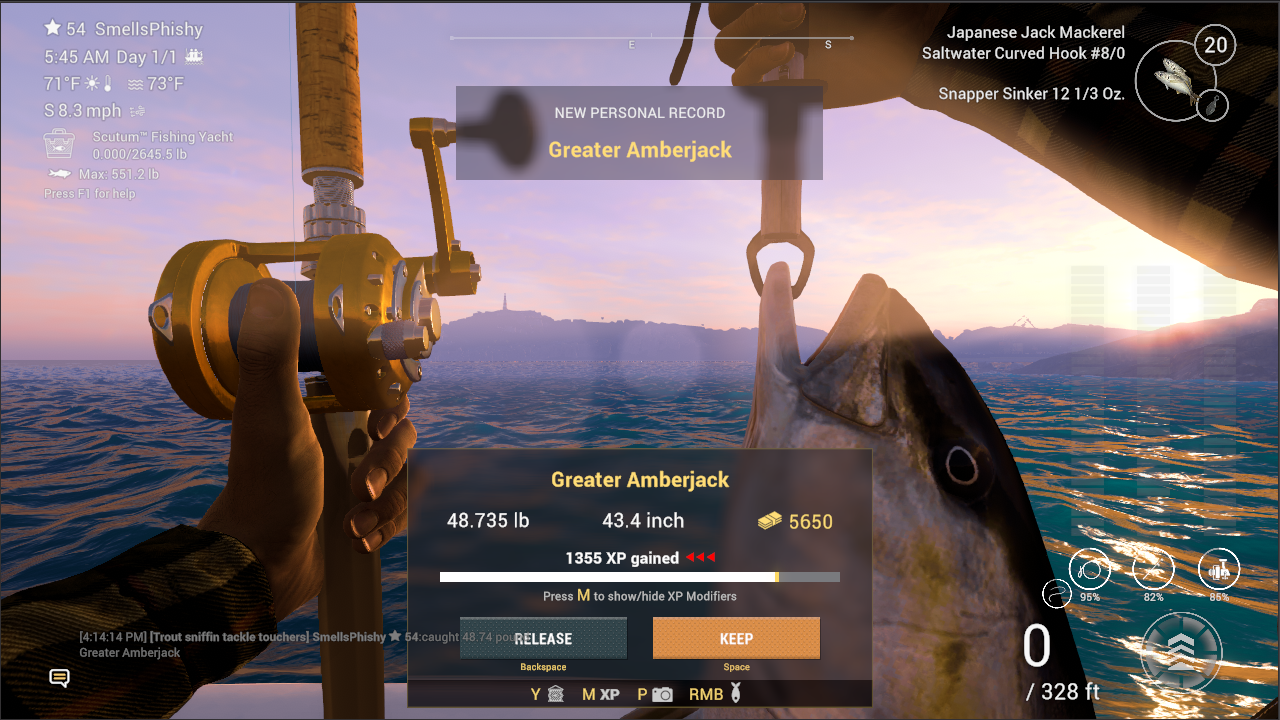 54 SmellsPhishy
5:45 AM Day 1/1
71°F 73°F
S 8.3 mph
Scutum™ Fishing Yacht
0.000/2645.5 lb
Max: 551.2 lb
Press F1 for help
E S
Japanese Jack Mackerel
Saltwater Curved Hook #8/0
20
Snapper Sinker 12 1/3 Oz.
NEW PERSONAL RECORD
Greater Amberjack
Greater Amberjack
48.735 lb 43.4 inch 5650
1355 XP gained
Press M to show/hide XP Modifiers
RELEASE KEEP
Backspace Space
Y M XP P RMB
[4:14:14 PM] [Trout sniffin tackle touchers] SmellsPhishy 54:caught 48.74
Greater Amberjack
95% 82% 85%
0
/ 328 ft